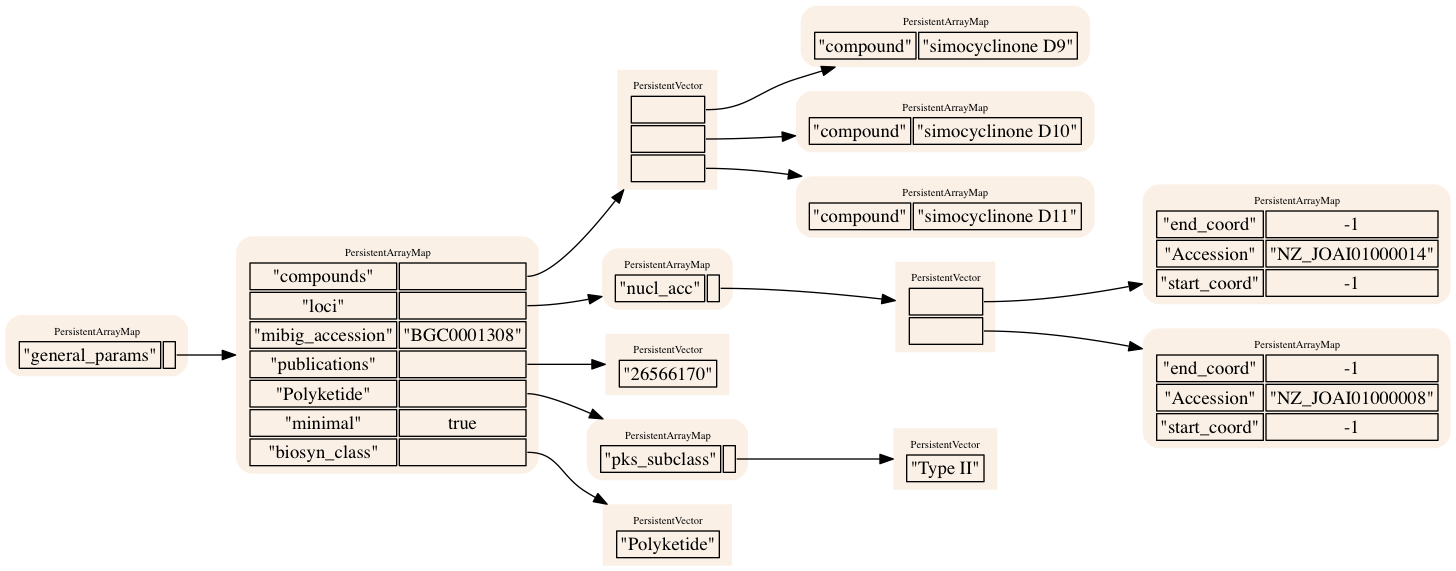 PersistentArrayMap
"general_params"
PersistentArrayMap
"compounds"
"loci"
"mibig_accession" "BGC0001308"
"publications"
"Polyketide"
"minimal" true
"biosyn_class"
PersistentVector
PersistentArrayMap
"compound" "simocyclinone D9"
PersistentArrayMap
"compound" "simocyclinone D10"
PersistentArrayMap
"compound" "simocyclinone D11"
PersistentArrayMap
"nucl_acc"
PersistentVector
PersistentArrayMap
"end_coord" -1
"Accession" "NZ_JOAI01000014"
"start_coord" -1
PersistentArrayMap
"end_coord" -1
"Accession" "NZ_JOAI01000008"
"start_coord" -1
PersistentVector
"26566170"
PersistentArrayMap
"pks_subclass"
PersistentVector
"Type II"
PersistentVector
"Polyketide"